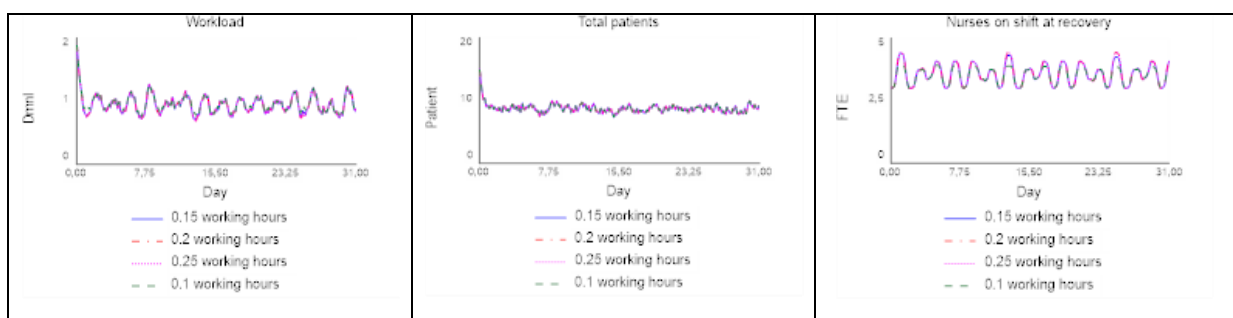 Workload
2
1
0
Dmnl
0,00 7,75 15,50 23,25 31,00
Day
0.15 working hours
0.2 working hours
0.25 working hours
0.1 working hours
Total patients
20
10
0
Patient
0,00 7,75 15,50 23,25 31,00
Day
0.15 working hours
0.2 working hours
0.25 working hours
0.1 working hours
Nurses on shift at recovery
5
2,5
0
FTE
0,00 7,75 15,50 23,25 31,00
Day
0.15 working hours
0.2 working hours
0.25 working hours
0.1 working hours